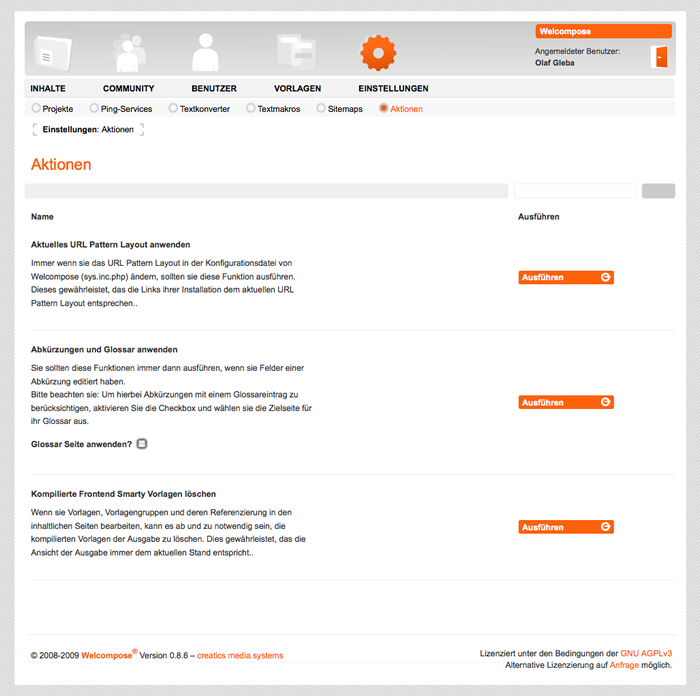 Welcompose
Angemeldeter Benutzer:
Olaf Gleba
INHALTE COMMUNITY BENUTZER VORLAGEN EINSTELLUNGEN
Projekte Ping-Services Textkonverter Textmakros Sitemaps Aktionen
Einstellungen: Aktionen
Aktionen
Name Ausführen
Aktuelles URL Pattern Layout anwenden
Immer wenn sie das URL Pattern Layout in der Konfigurationsdatei von
Welcompose (sys.inc.php) ändern, sollten sie diese Funktion ausführen.
Dieses gewährleistet, das die Links ihrer Installation dem aktuellen URL
Pattern Layout entsprechen..
Ausführen
Abkürzungen und Glossar anwenden
Sie sollten diese Funktionen immer dann ausführen, wenn sie Felder einer
Abkürzung editiert haben.
Bitte beachten sie: Um hierbei Abkürzungen mit einem Glossareintrag zu
berücksichtigen, aktivieren Sie die Checkbox und wählen sie die Zielseite für
ihr Glossar aus.
Ausführen
Glossar Seite anwenden?
Kompilierte Frontend Smarty Vorlagen löschen
Wenn sie Vorlagen, Vorlagengruppen und deren Referenzierung in den
inhaltlichen Seiten bearbeiten, kann es ab und zu notwendig sein, die
kompilierten Vorlagen der Ausgabe zu löschen. Dies gewährleistet, das die
Ansicht der Ausgabe immer dem aktuellen Stand entspricht..
Ausführen
© 2008-2009 Welcompose® Version 0.8.6 – creatics media.systems
Lizenziert unter den Bedingungen der GNU AGPLv3
Alternative Lizenzierung auf Anfrage möglich.